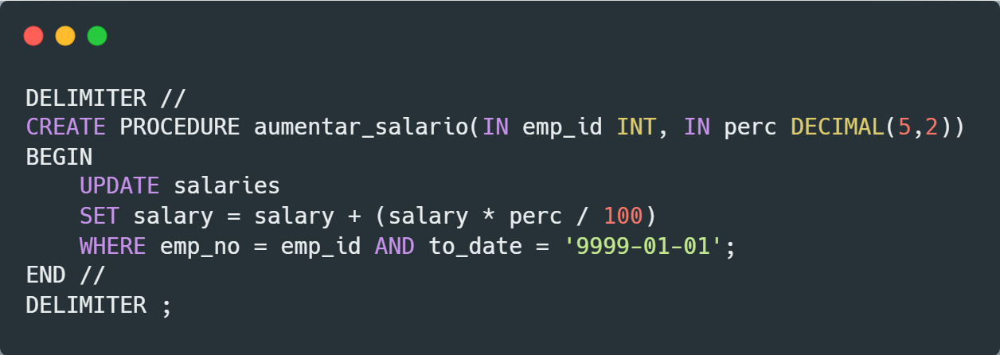 DELIMITER //
CREATE PROCEDURE aumentar_salario(IN emp_id INT, IN perc DECIMAL(5,2))
BEGIN
    UPDATE salaries
    SET salary = salary + (salary * perc / 100)
    WHERE emp_no = emp_id AND to_date = '9999-01-01';
END //
DELIMITER ;